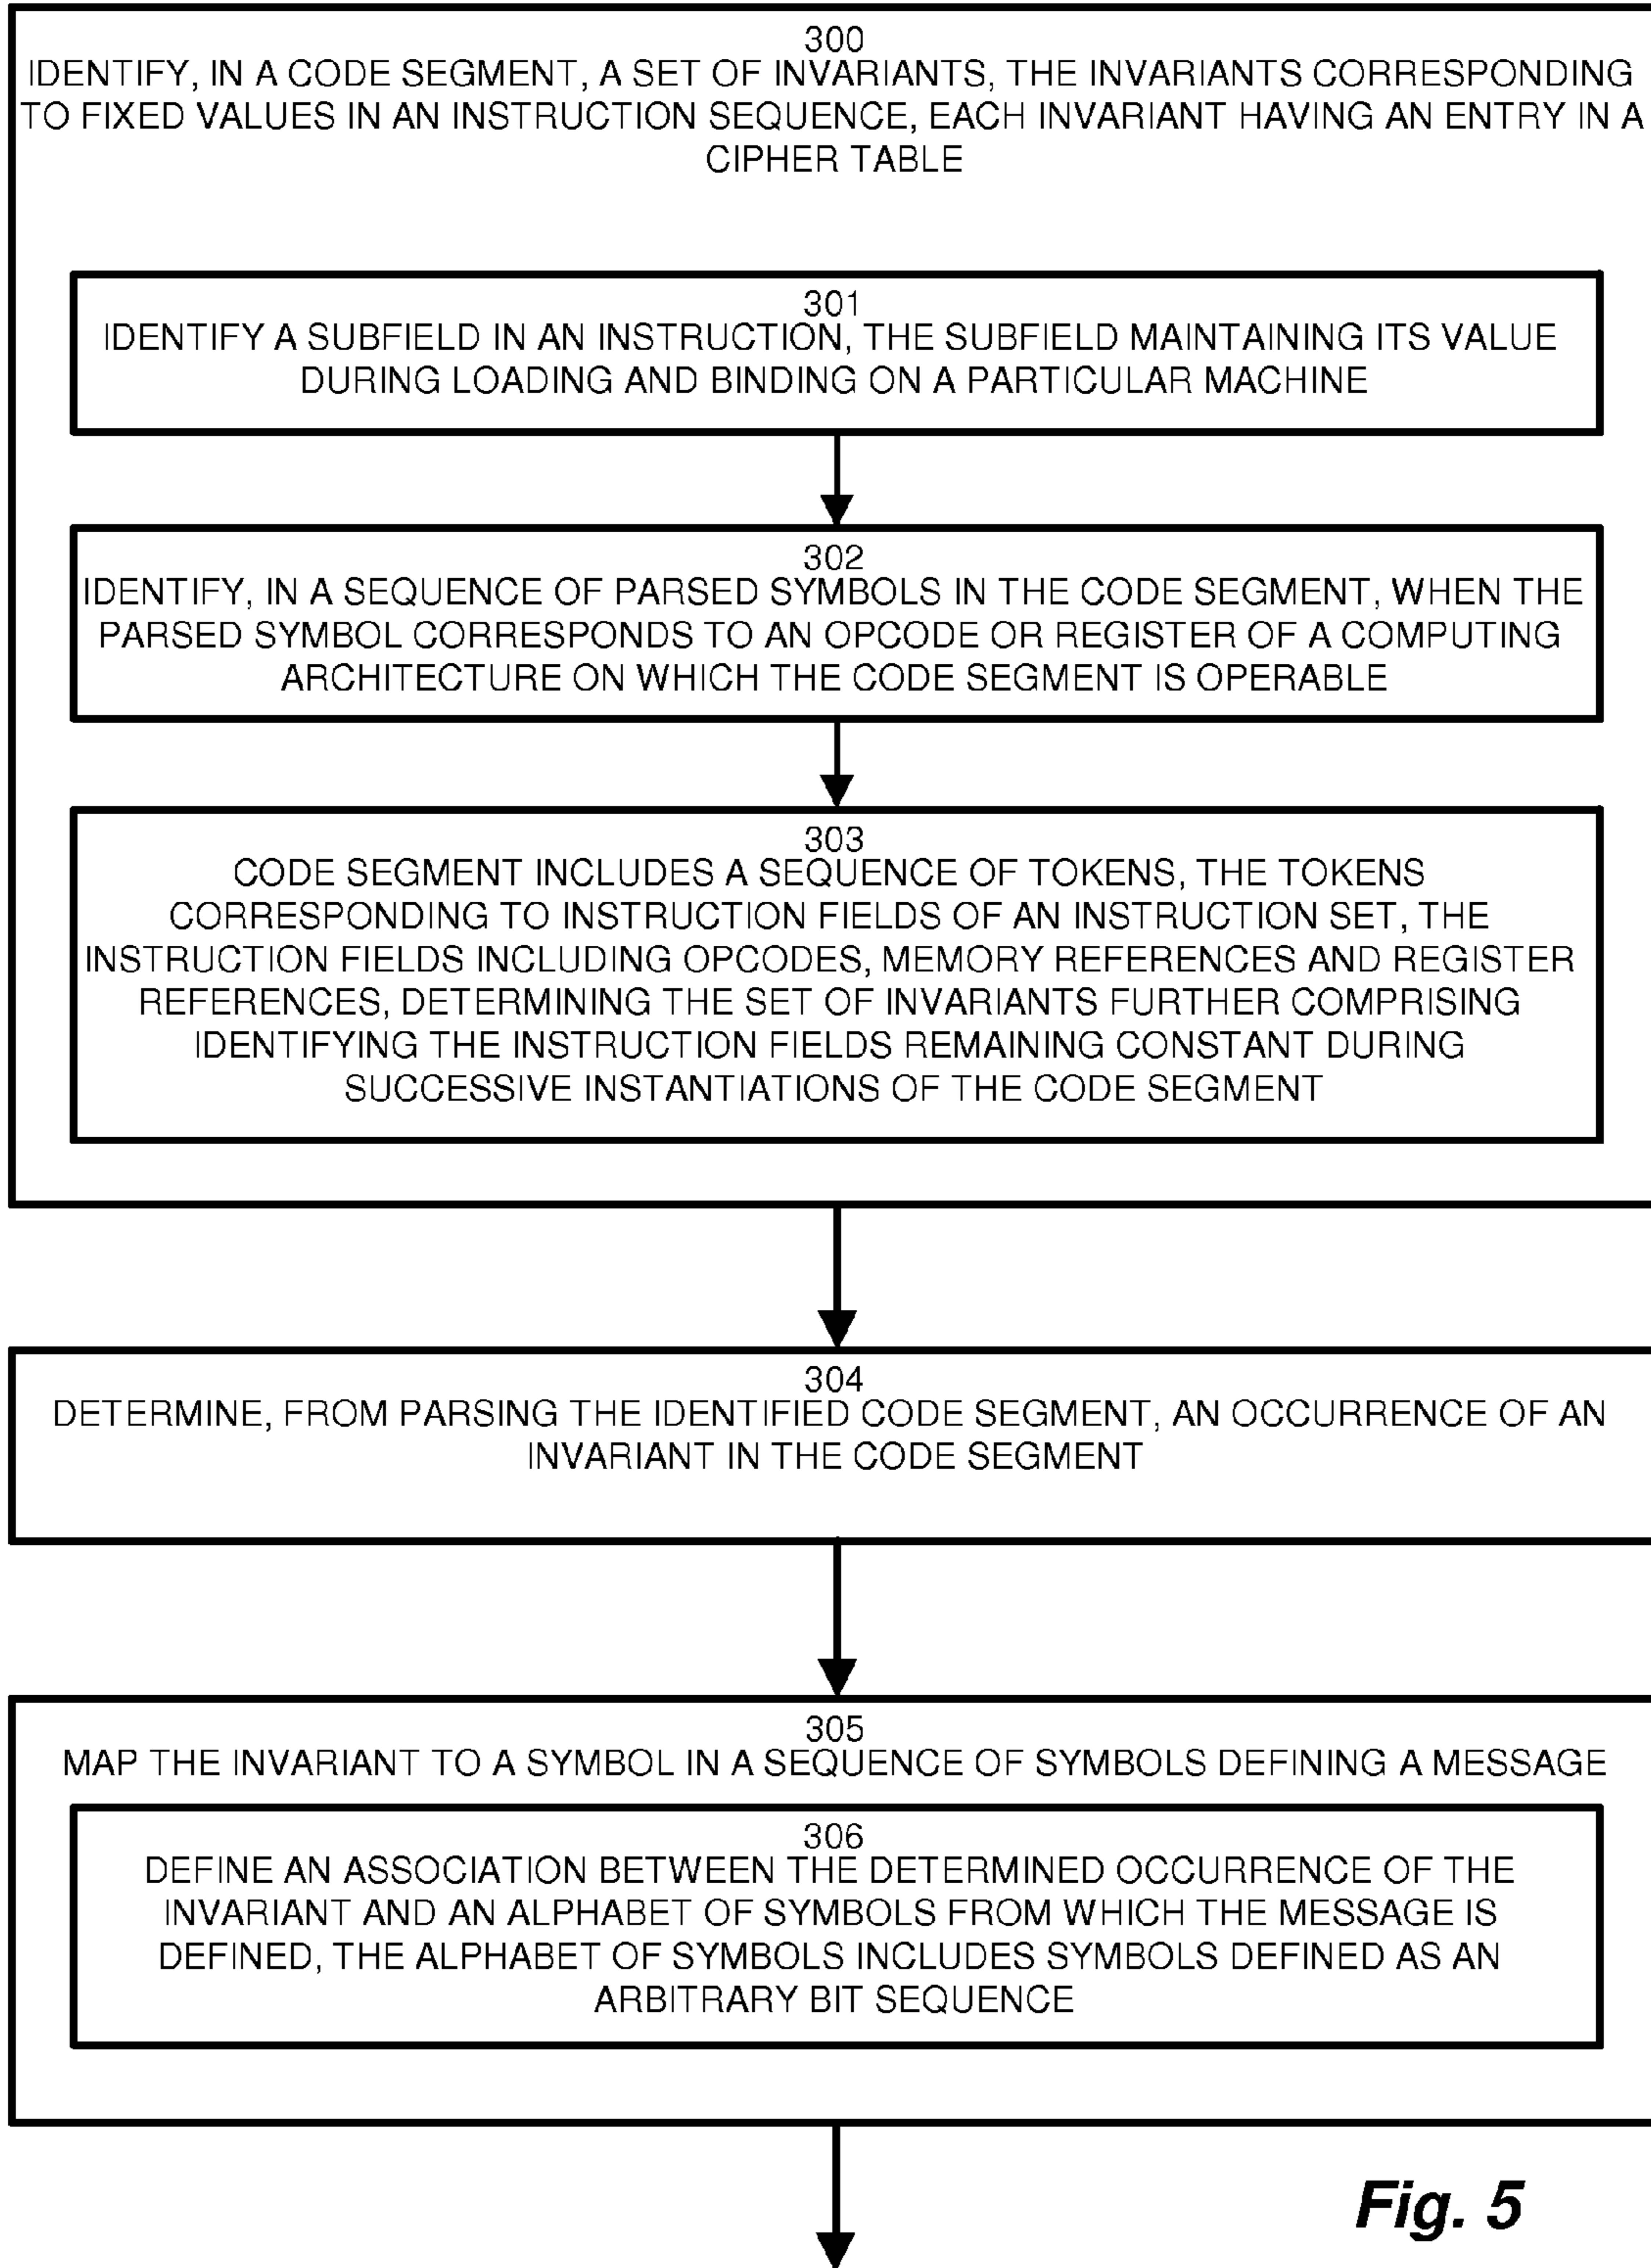 300
IDENTIFY, IN A CODE SEGMENT, A SET OF INVARIANTS, THE INVARIANTS CORRESPONDING
TO FIXED VALUES IN AN INSTRUCTION SEQUENCE, EACH INVARIANT HAVING AN ENTRY IN A
CIPHER TABLE
301
IDENTIFY A SUBFIELD IN AN INSTRUCTION, THE SUBFIELD MAINTAINING ITS VALUE
DURING LOADING AND BINDING ON A PARTICULAR MACHINE
302
IDENTIFY, IN A SEQUENCE OF PARSED SYMBOLS IN THE CODE SEGMENT, WHEN THE
PARSED SYMBOL CORRESPONDS TO AN OPCODE OR REGISTER OF A COMPUTING
ARCHITECTURE ON WHICH THE CODE SEGMENT IS OPERABLE
303
CODE SEGMENT INCLUDES A SEQUENCE OF TOKENS, THE TOKENS
CORRESPONDING TO INSTRUCTION FIELDS OF AN INSTRUCTION SET, THE
INSTRUCTION FIELDS INCLUDING OPCODES, MEMORY REFERENCES AND REGISTER
REFERENCES, DETERMINING THE SET OF INVARIANTS FURTHER COMPRISING
IDENTIFYING THE INSTRUCTION FIELDS REMAINING CONSTANT DURING
SUCCESSIVE INSTANTIATIONS OF THE CODE SEGMENT
304
DETERMINE, FROM PARSING THE IDENTIFIED CODE SEGMENT, AN OCCURRENCE OF AN
INVARIANT IN THE CODE SEGMENT
305
MAP THE INVARIANT TO A SYMBOL IN A SEQUENCE OF SYMBOLS DEFINING A MESSAGE
306
DEFINE AN ASSOCIATION BETWEEN THE DETERMINED OCCURRENCE OF THE
INVARIANT AND AN ALPHABET OF SYMBOLS FROM WHICH THE MESSAGE IS
DEFINED, THE ALPHABET OF SYMBOLS INCLUDES SYMBOLS DEFINED AS AN
ARBITRARY BIT SEQUENCE
Fig. 5